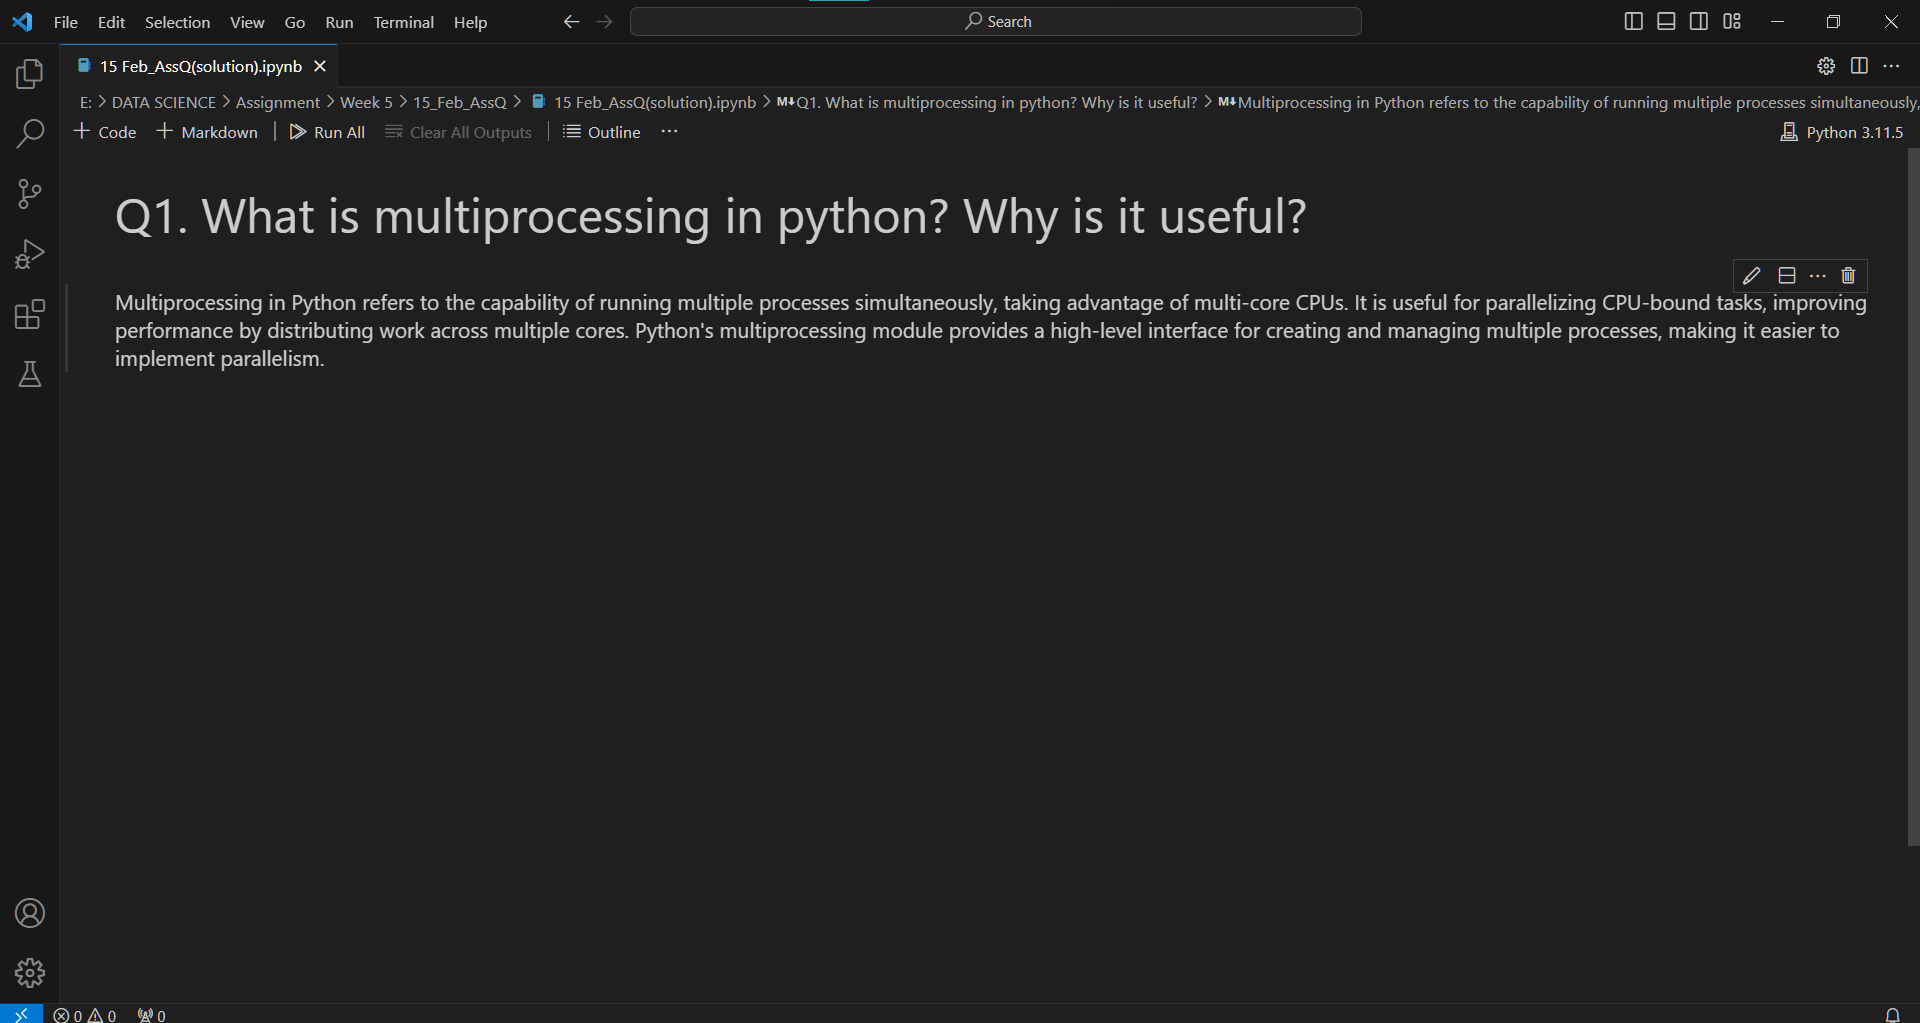 File Edit Selection View Go Run Terminal Help
Search
15 Feb_AssQ(solution).ipynb
E: > DATA SCIENCE > Assignment > Week 5 > 15_Feb_AssQ > 15 Feb_AssQ(solution).ipynb > M↓Q1. What is multiprocessing in python? Why is it useful? > M↓Multiprocessing in Python refers to the capability of running multiple processes simultaneously,
+ Code + Markdown | Run All Clear All Outputs | Outline ... Python 3.11.5
Q1. What is multiprocessing in python? Why is it useful?
Multiprocessing in Python refers to the capability of running multiple processes simultaneously, taking advantage of multi-core CPUs. It is useful for parallelizing CPU-bound tasks, improving
performance by distributing work across multiple cores. Python's multiprocessing module provides a high-level interface for creating and managing multiple processes, making it easier to
implement parallelism.
0 0 0